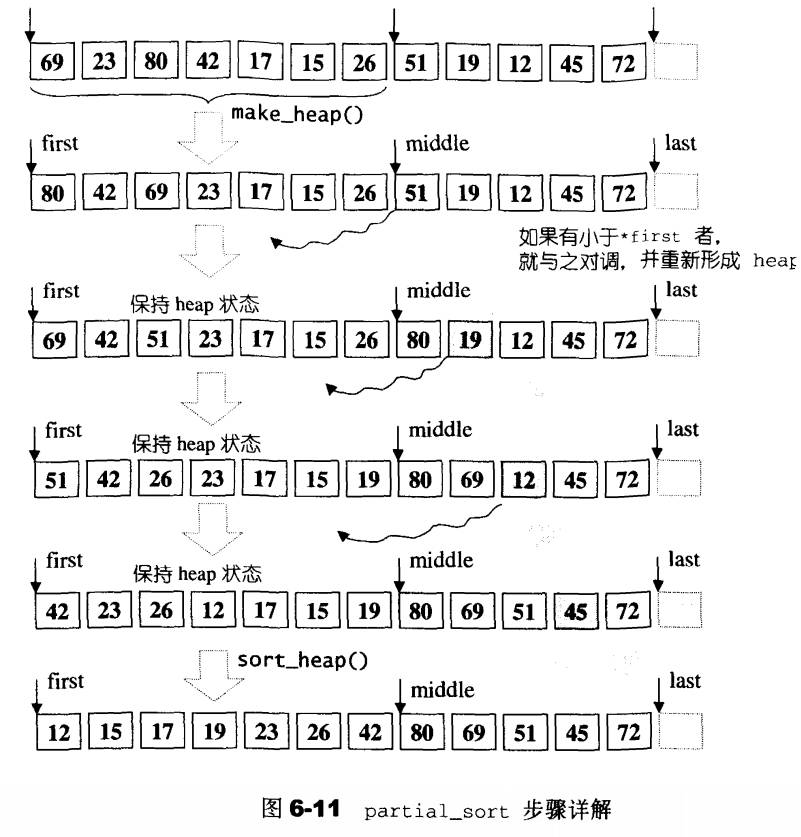 69 23 80 42 17 15 26 51 19 12 45 72
make_heap()
first middle last
80 42 69 23 17 15 26 51 19 12 45 72
如果有小于*first 者,
就与之对调, 并重新形成 heap
first 保持 heap 状态 middle last
69 42 51 23 17 15 26 80 19 12 45 72
first 保持 heap 状态 middle last
51 42 26 23 17 15 19 80 69 12 45 72
first 保持 heap 状态 middle last
42 23 26 12 17 15 19 80 69 51 45 72
sort_heap()
first middle last
12 15 17 19 23 26 42 80 69 51 45 72
图 6-11 partial_sort 步骤详解